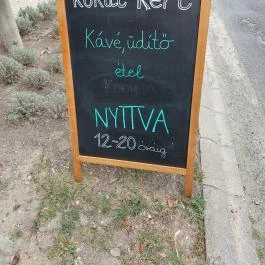 Kávé, üdítő
étel
NYITVA
12-20 óráig